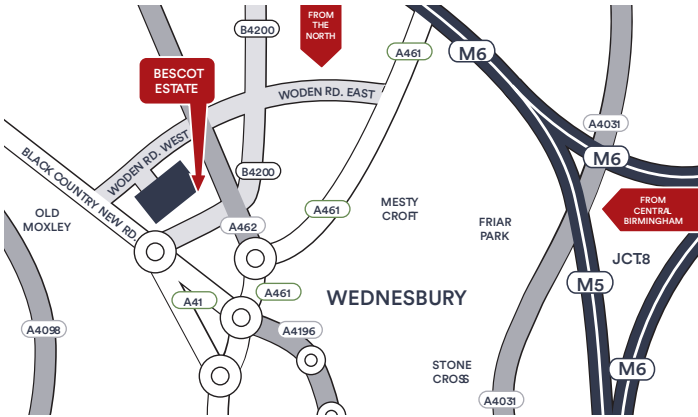 FROM
THE
NORTH
B4200
A461
M6
BESCOT
ESTATE
WODEN RD. EAST
A4031
WODEN RD. WEST
M6
BLACK COUNTRY NEW RD.
B4200
FROM
CENTRAL
BIRMINGHAM
OLD
MOXLEY
A461
MESTY
CROFT
A462
FRIAR
PARK
JCT.8
A461
A41
M5
WEDNESBURY
A4098
A4196
STONE
CROSS
M6
A4031